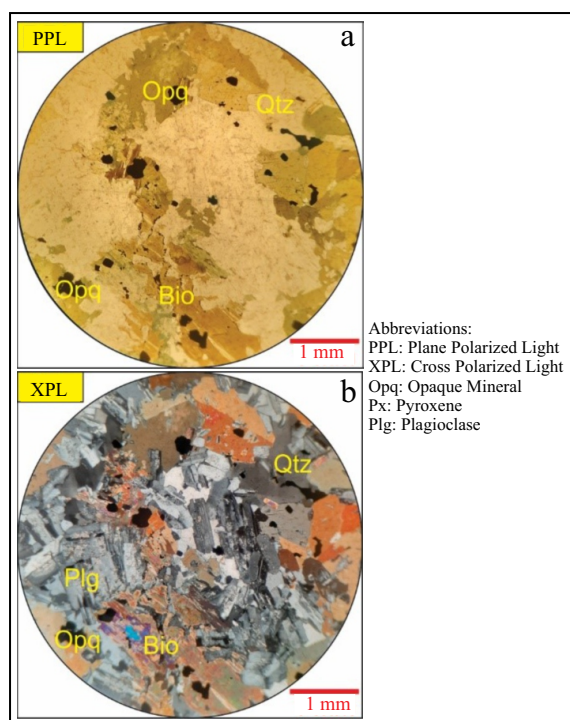 PPL
a
Opq
Qtz
Opq
Bio
1 mm
Abbreviations:
PPL: Plane Polarized Light
XPL: Cross Polarized Light
Opq: Opaque Mineral
Px: Pyroxene
Plg: Plagioclase
XPL
b
Qtz
Plg
Opq
Bio
1 mm